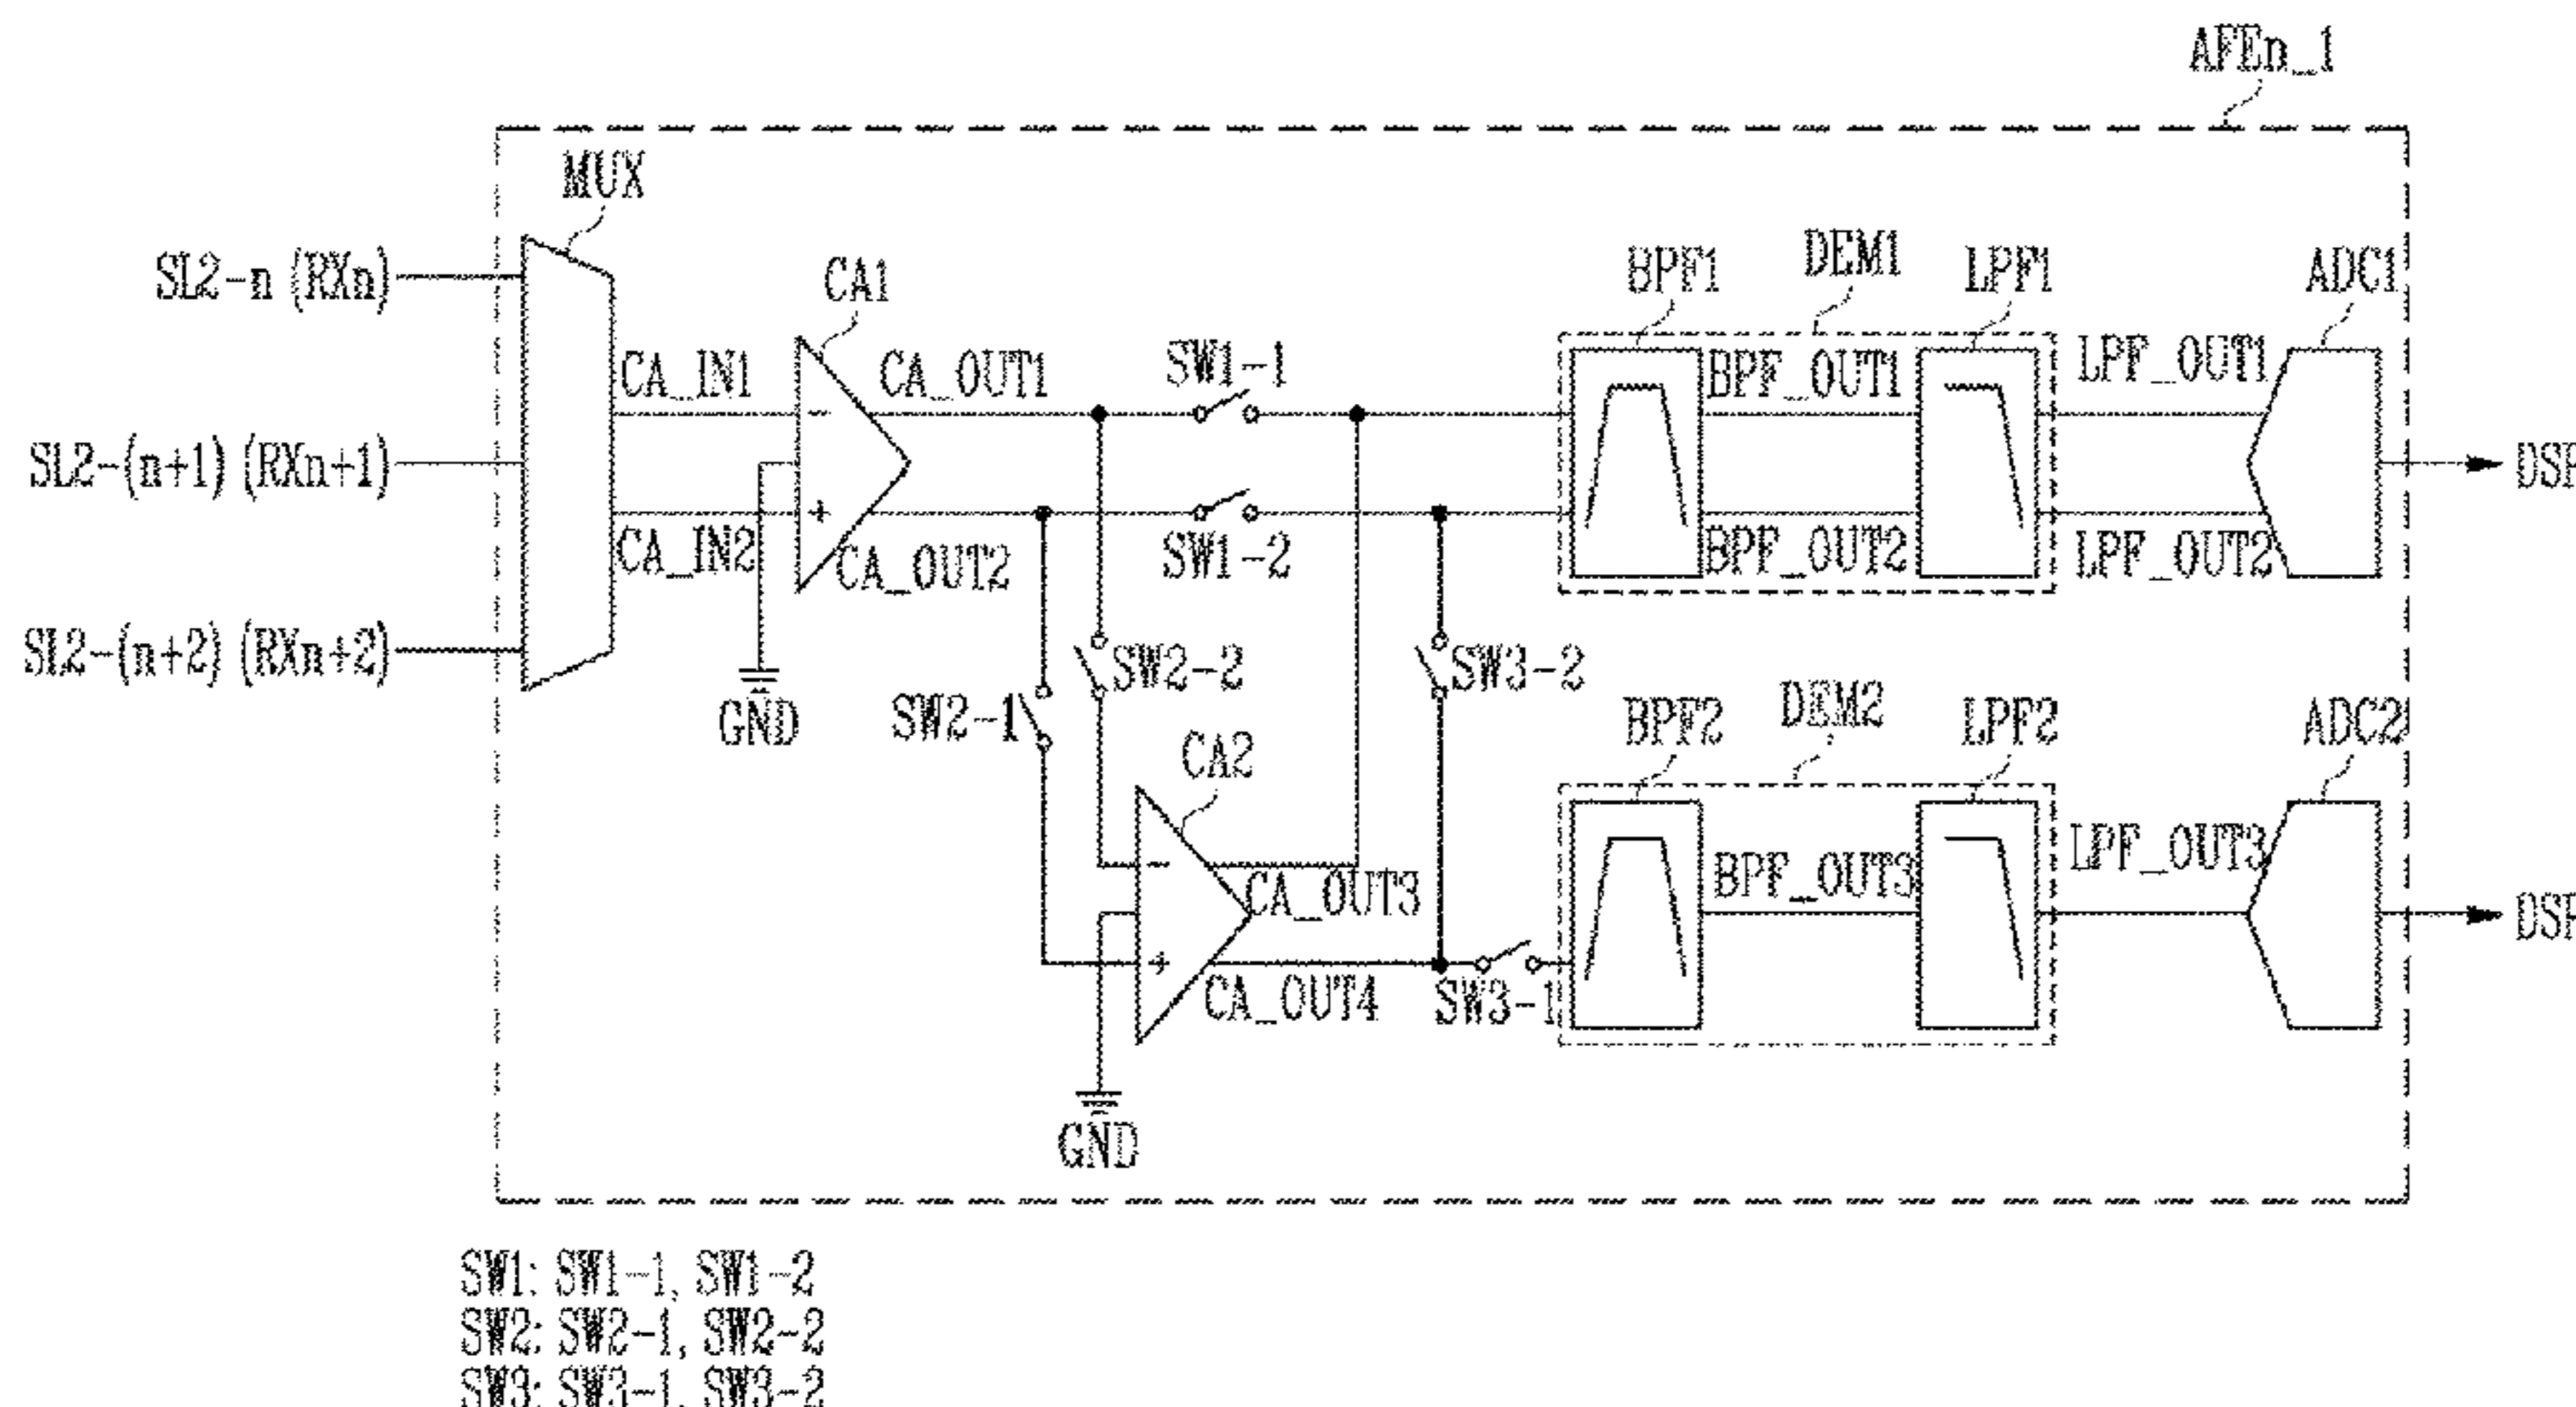 AFEn_1
MUX
SL2-n (RXn)
SL2-(n+1) (RXn+1)
SL2-(n+2) (RXn+2)
CA_IN1
CA_IN2
CA1
GND
CA_OUT1
CA_OUT2
SW1-1
SW1-2
SW2-1
SW2-2
SW3-2
CA2
CA_OUT3
CA_OUT4
SW3-1
GND
BPF1
DEM1
LPF1
BPF_OUT1
BPF_OUT2
LPF_OUT1
LPF_OUT2
ADC1
DSP
BPF2
DEM2
LPF2
BPF_OUT3
LPF_OUT3
ADC2
DSP
SW1: SW1-1, SW1-2
SW2: SW2-1, SW2-2
SW3: SW3-1, SW3-2